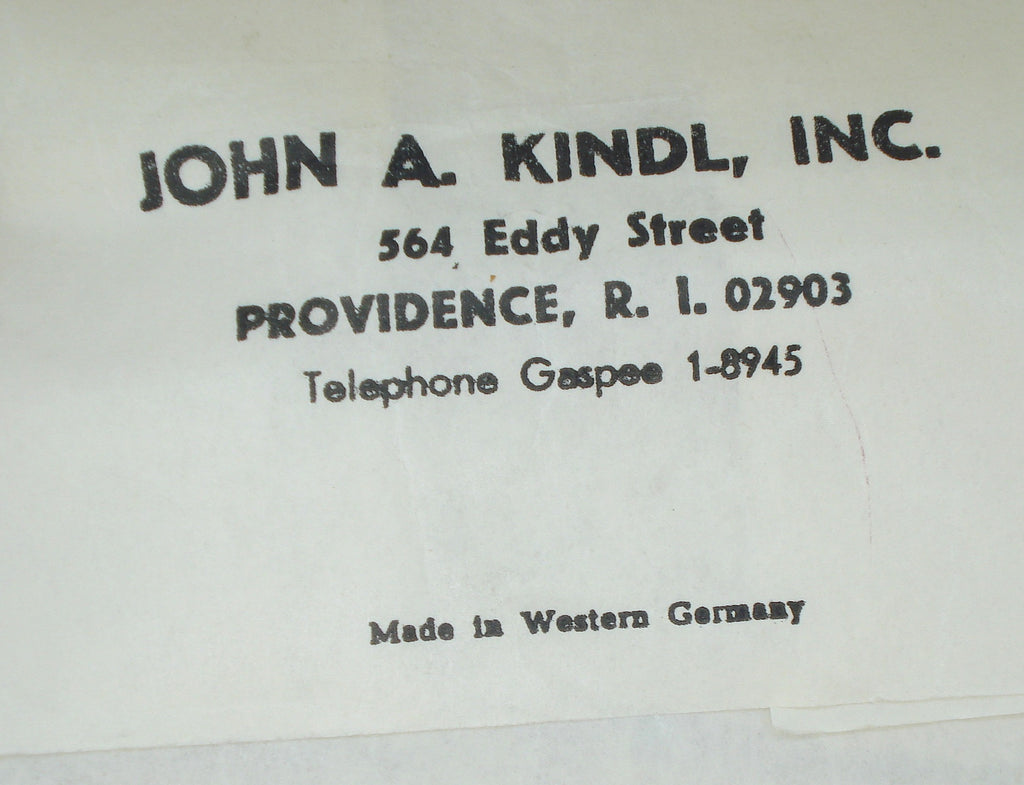 JOHN A. KINDL, INC.
564 Eddy Street
PROVIDENCE, R. I. 02903
Telephone Gaspee 1-8945
Made in Western Germany